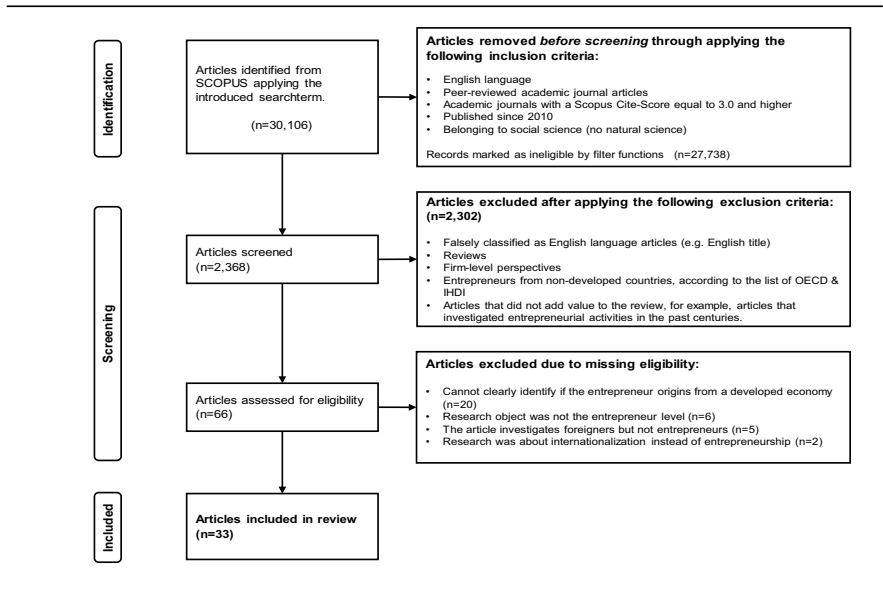 Identification
Articles identified from
SCOPUS applying the
introduced searchterm.
(n=30,106)
Articles removed before screening through applying the
following inclusion criteria:
• English language
• Peer-reviewed academic journal articles
• Academic journals with a Scopus Cite-Score equal to 3.0 and higher
• Published since 2010
• Belonging to social science (no natural science)
Records marked as ineligible by filter functions (n=27,738)
Screening
Articles screened
(n=2,368)
Articles excluded after applying the following exclusion criteria:
(n=2,302)
• Falsely classified as English language articles (e.g. English title)
• Reviews
• Firm-level perspectives
• Entrepreneurs from non-developed countries, according to the list of OECD &
IHDI
• Articles that did not add value to the review, for example, articles that
investigated entrepreneurial activities in the past centuries.
Articles assessed for eligibility
(n=66)
Articles excluded due to missing eligibility:
• Cannot clearly identify if the entrepreneur origins from a developed economy
(n=20)
• Research object was not the entrepreneur level (n=6)
• The article investigates foreigners but not entrepreneurs (n=5)
• Research was about internationalization instead of entrepreneurship (n=2)
Included
Articles included in review
(n=33)